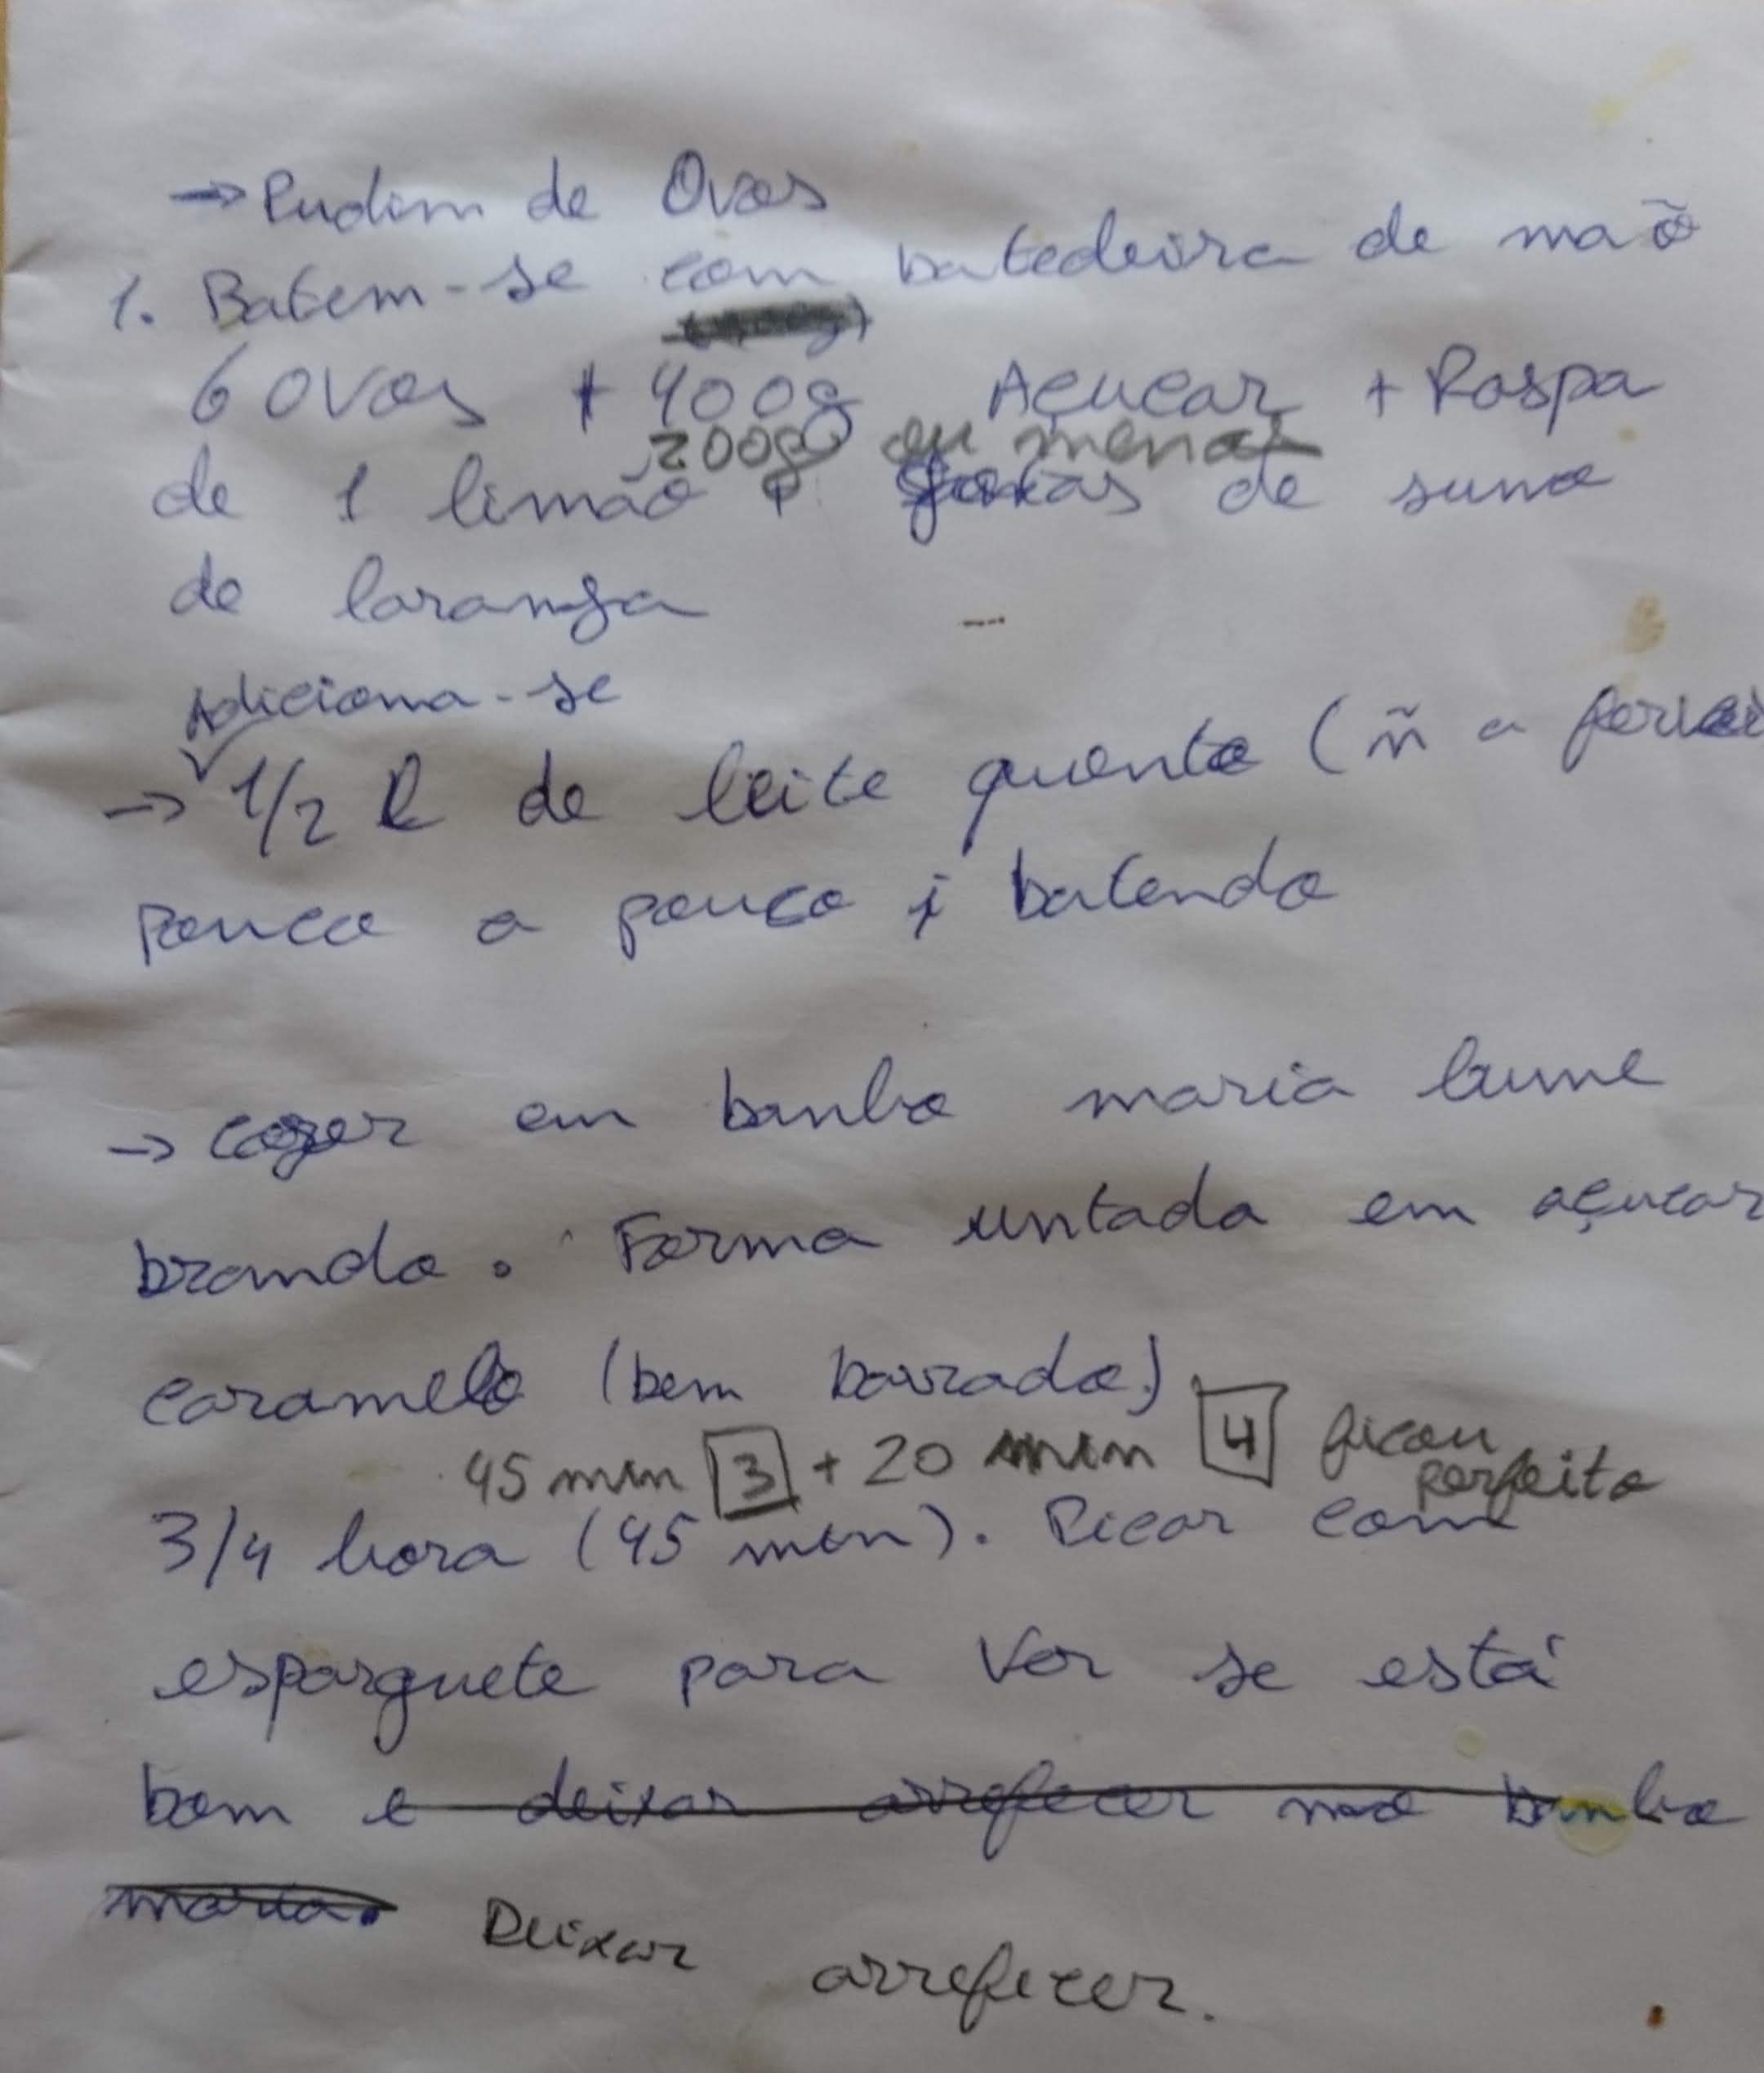 → Pudim de Ovos
1. Batem-se com batedeira de mão
6 ovos + 400g Açucar + Raspa
200g ou menos
de 1 limão + gotas de sumo
de laranja
Adiciona-se
→ 1/2 l de leite quente (ñ a ferver
pouco a pouco i batendo
→ cozer em banho maria lume
brando. Forma untada em açucar
caramelo (bem barrado)
45 min 3 + 20 min 4 ficou
perfeito
3/4 hora (45 min). Picar com
esparguete para ver se está
bom e deixar arrefecer no banho
maria. Deixar arrefecer.